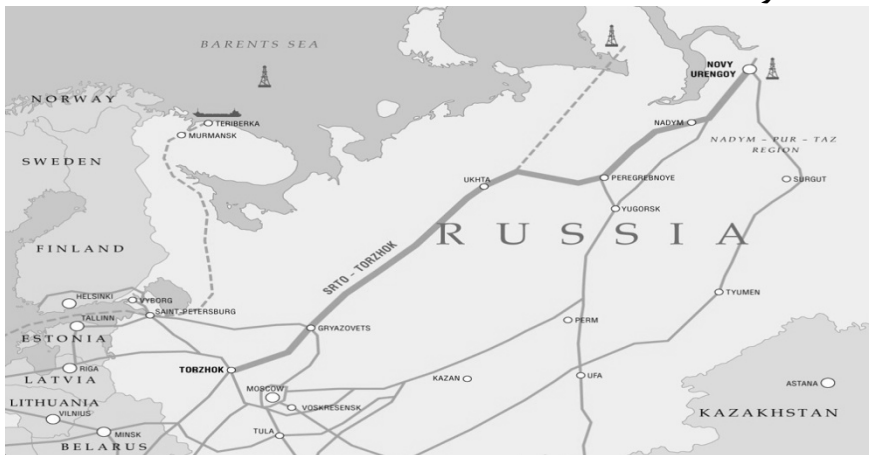 BARENTS SEA
NOVY
URENGOY
NORWAY
TERIBERKA
MURMANSK
NADYM
NADYM – PUR – TAZ
REGION
SWEDEN
UKHTA
PEREGREBNOYE
SURGUT
YUGORSK
RUSSIA
FINLAND
SRTO – TORZHOK
HELSINKI
VYBORG
TYUMEN
SAINT-PETERSBURG
TALLINN
GRYAZOVETS
PERM
ESTONIA
TORZHOK
RIGA
KAZAN
UFA
LATVIA
MOSCOW
ASTANA
LITHUANIA
VOSKRESENSK
KAZAKHSTAN
VILNIUS
MINSK
TULA
BELARUS